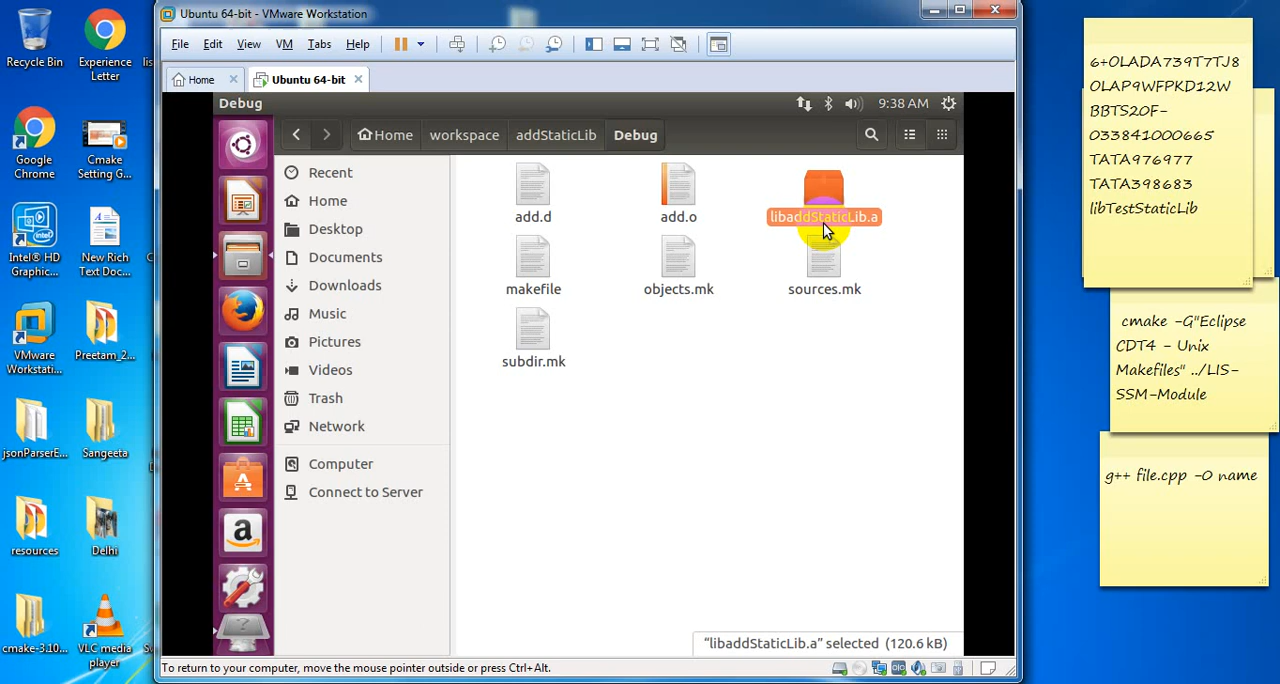 Ubuntu 64-bit - VMware Workstation
File Edit View VM Tabs Help
Home
Ubuntu 64-bit
Debug
9:38 AM
Home workspace addStaticLib Debug
Recent
Home
Desktop
Documents
Downloads
Music
Pictures
Videos
Trash
Network
Computer
Connect to Server
add.d add.o libaddStaticLib.a
makefile objects.mk sources.mk
subdir.mk
"libaddStaticLib.a" selected (120.6 kB)
To return to your computer, move the mouse pointer outside or press Ctrl+Alt.
Recycle Bin
Experience
Letter
Google
Chrome
Cmake
Setting G...
Intel® HD
Graphic...
New Rich
Text Doc...
VMware
Workstati...
Preetam_2...
jsonParserE...
Sangeeta
resources
Delhi
cmake-3.10...
VLC media
player
6+OLADA739T7TJ8
OLAP9WFPKD12W
BBTS20F-
033841000665
TATA976977
TATA398683
libTestStaticLib
cmake -G"Eclipse
CDT4 - Unix
Makefiles" ../LIS-
SSM-Module
g++ file.cpp -O name